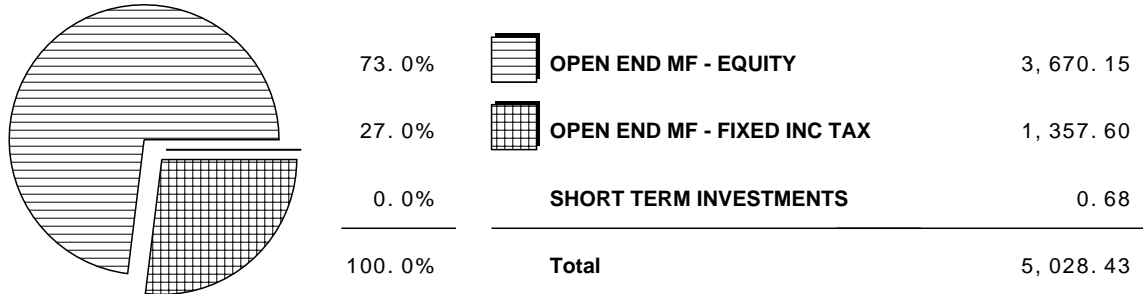 73.0% OPEN END MF - EQUITY 3,670.15
27.0% OPEN END MF - FIXED INC TAX 1,357.60
0.0% SHORT TERM INVESTMENTS 0.68
100.0% Total 5,028.43